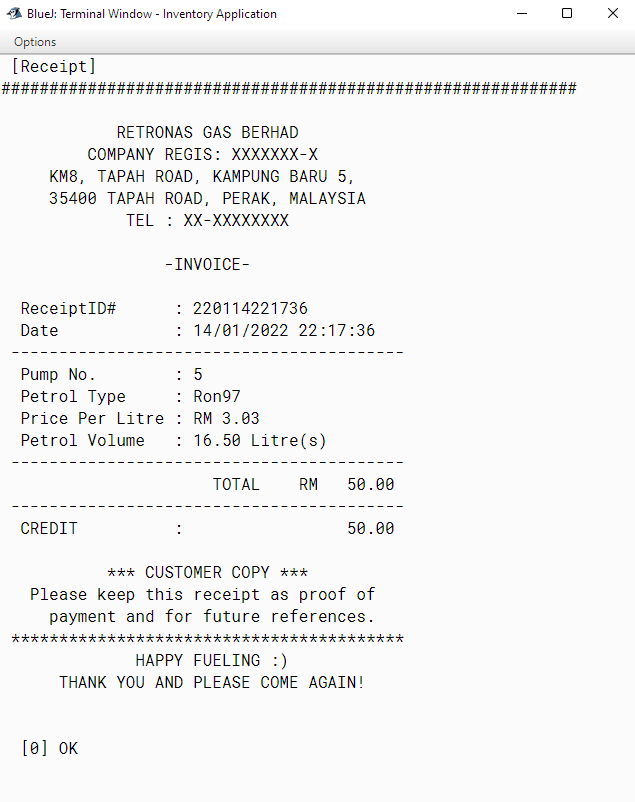 BlueJ: Terminal Window - Inventory Application
Options
[Receipt]
############################################################
RETRONAS GAS BERHAD
COMPANY REGIS: XXXXXXX-X
KM8, TAPAH ROAD, KAMPUNG BARU 5,
35400 TAPAH ROAD, PERAK, MALAYSIA
TEL : XX-XXXXXXXX
-INVOICE-
ReceiptID# : 220114221736
Date : 14/01/2022 22:17:36
-----------------------------------------
Pump No. : 5
Petrol Type : Ron97
Price Per Litre : RM 3.03
Petrol Volume : 16.50 Litre(s)
-----------------------------------------
TOTAL RM 50.00
-----------------------------------------
CREDIT : 50.00
*** CUSTOMER COPY ***
Please keep this receipt as proof of
payment and for future references.
*****************************************
HAPPY FUELING :)
THANK YOU AND PLEASE COME AGAIN!
[0] OK